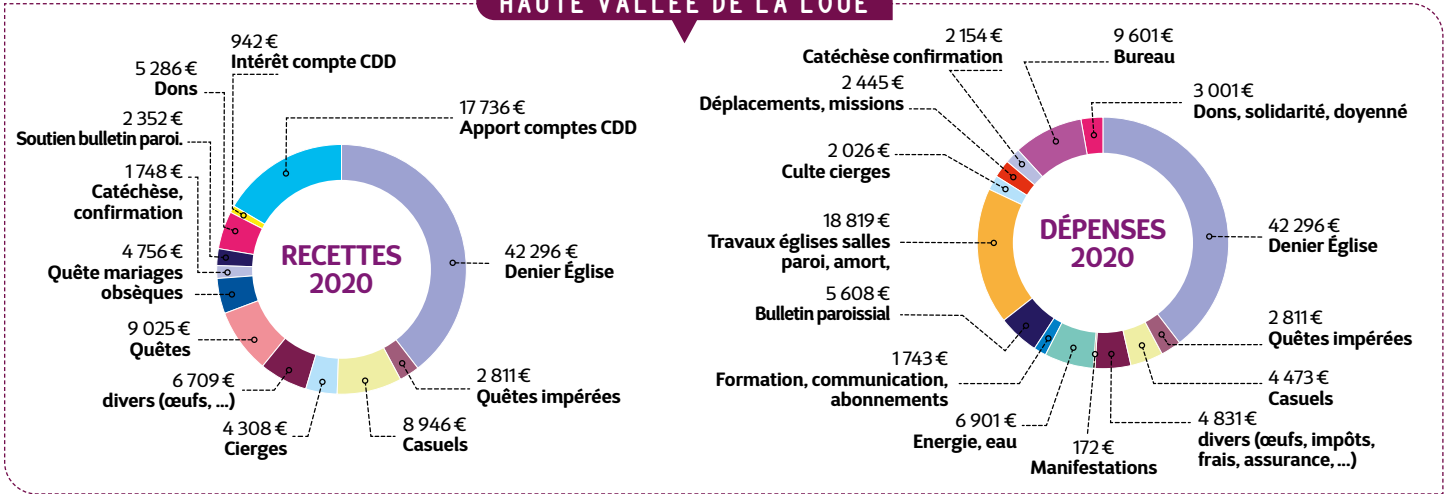 HAUTE VALLÉE DE LA LOUE
942 €
Intérêt compte CDD
5 286 €
Dons
2 352 €
Soutien bulletin paroi.
1 748 €
Catéchèse,
confirmation
4 756 €
Quête mariages
obsèques
9 025 €
Quêtes
6 709 €
divers (œufs, ...)
4 308 €
Cierges
8 946 €
Casuels
2 811 €
Quêtes impérées
42 296 €
Denier Église
17 736 €
Apport comptes CDD
RECETTES
2020
2 154 €
Catéchèse confirmation
2 445 €
Déplacements, missions
2 026 €
Culte cierges
18 819 €
Travaux églises salles
paroi, amort,
5 608 €
Bulletin paroissial
1 743 €
Formation, communication,
abonnements
6 901 €
Energie, eau
172 €
Manifestations
4 831 €
divers (œufs, impôts,
frais, assurance, ...)
4 473 €
Casuels
2 811 €
Quêtes impérées
42 296 €
Denier Église
3 001 €
Dons, solidarité, doyenné
9 601 €
Bureau
DÉPENSES
2020